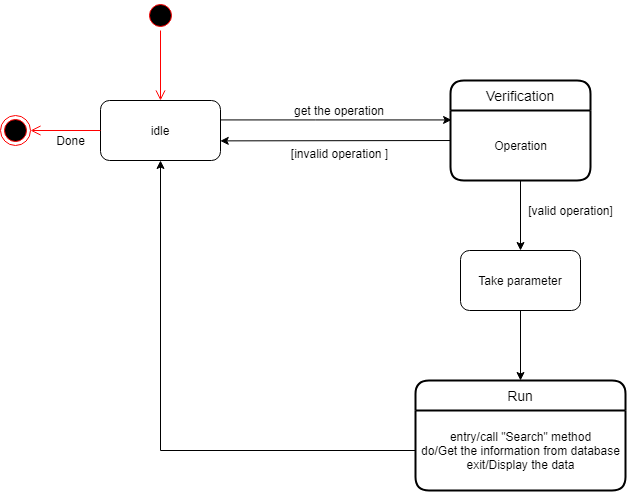 Verification
get the operation
idle
Done
[invalid operation ]
Operation
[valid operation]
Take parameter
Run
entry/call "Search" method
do/Get the information from database
exit/Display the data